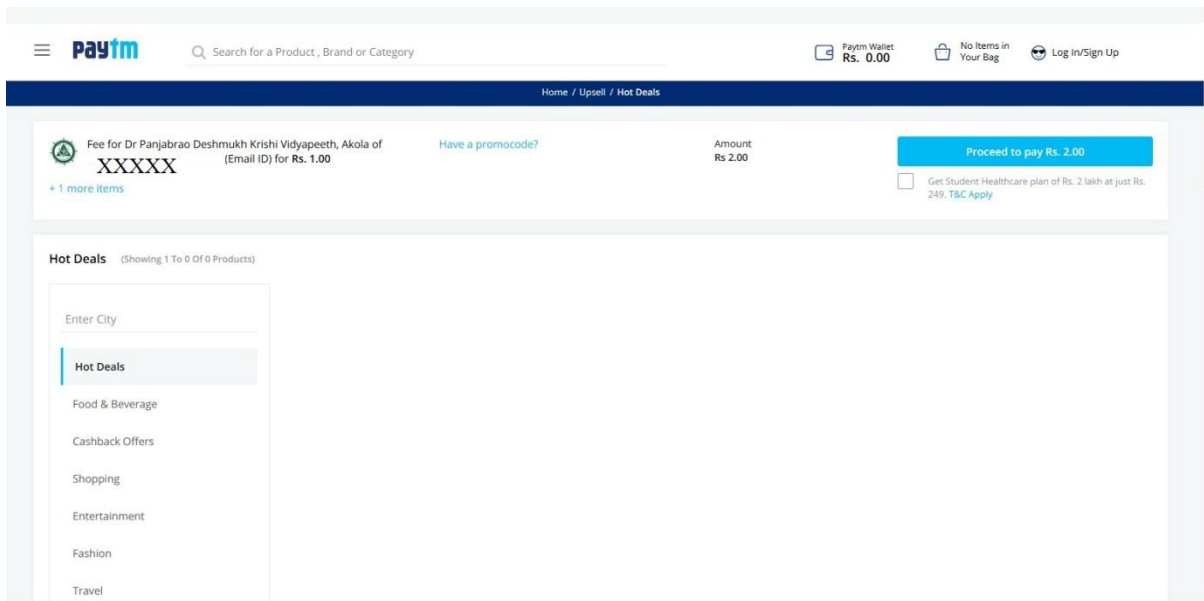 paytm
Search for a Product , Brand or Category
Paytm Wallet
Rs. 0.00
No Items in
Your Bag
Log In/Sign Up
Home / Upsell / Hot Deals
Fee for Dr Panjabrao Deshmukh Krishi Vidyapeeth, Akola of
XXXXX (Email ID) for Rs. 1.00
+ 1 more items
Have a promocode?
Amount
Rs 2.00
Proceed to pay Rs. 2.00
Get Student Healthcare plan of Rs. 2 lakh at just Rs.
249. T&C Apply
Hot Deals (Showing 1 To 0 Of 0 Products)
Enter City
Hot Deals
Food & Beverage
Cashback Offers
Shopping
Entertainment
Fashion
Travel